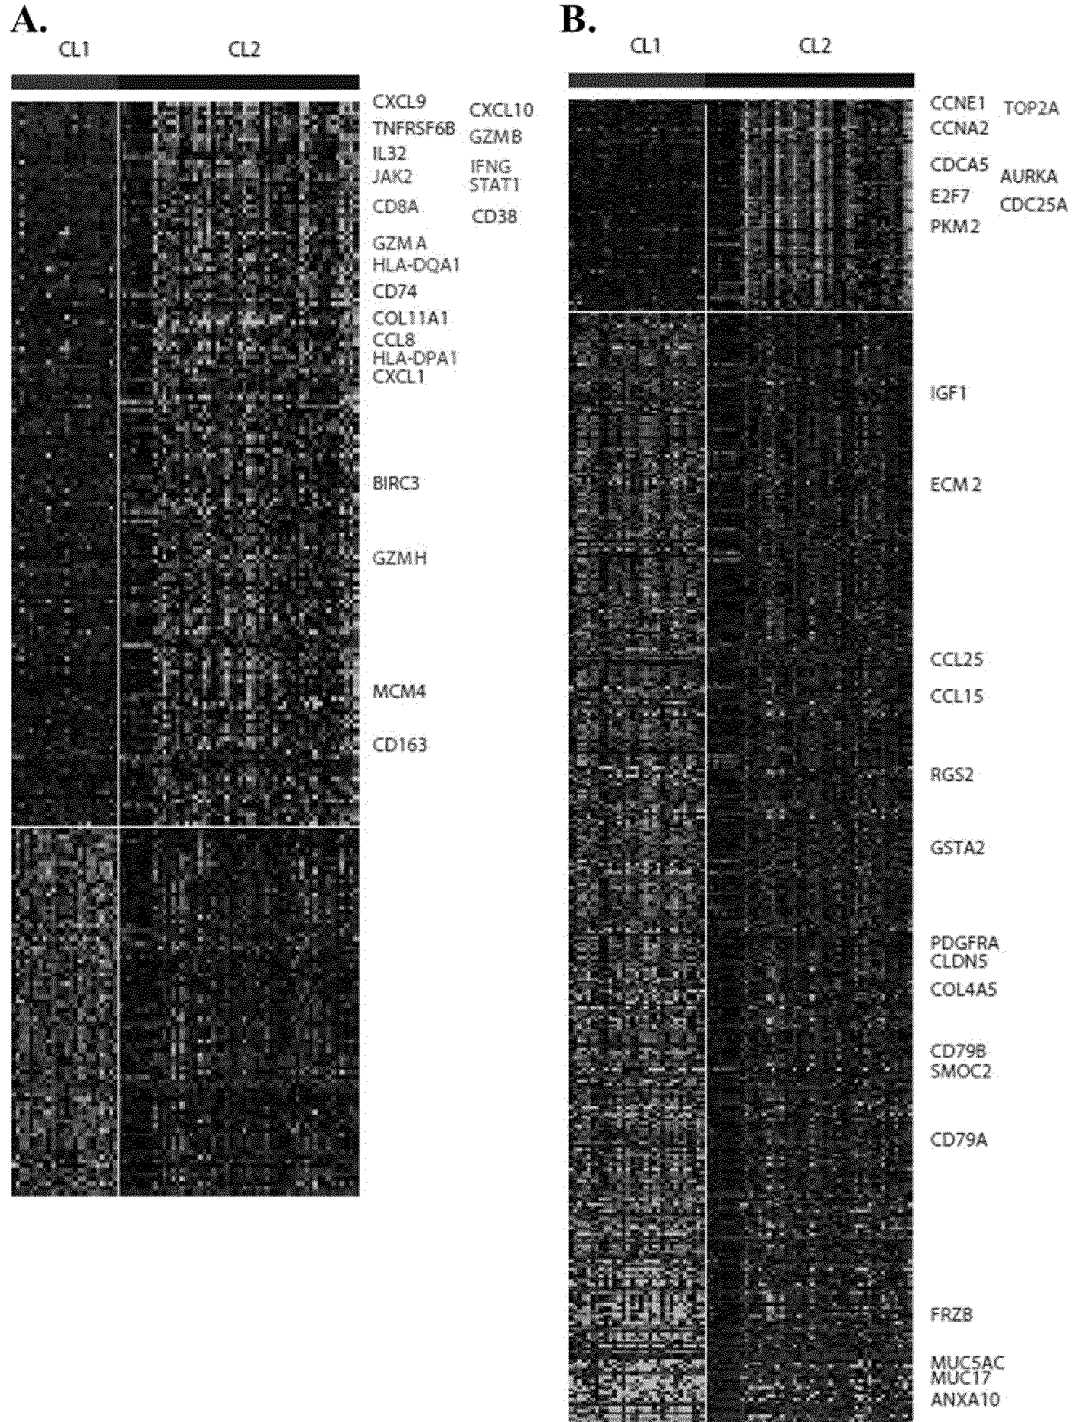 A.
CL1 CL2
CXCL9
CXCL10
TNFRSF6B
GZMB
IL32
IFNG
JAK2
STAT1
CD8A
CD38
GZMA
HLA-DQA1
CD74
COL11A1
CCL8
HLA-DPA1
CXCL1
BIRC3
GZMH
MCM4
CD163
B.
CL1 CL2
CCNE1
TOP2A
CCNA2
CDCA5
AURKA
E2F7
CDC25A
PKM2
IGF1
ECM2
CCL25
CCL15
RGS2
GSTA2
PDGFRA
CLDN5
COL4A5
CD79B
SMOC2
CD79A
FRZB
MUC5AC
MUC17
ANXA10